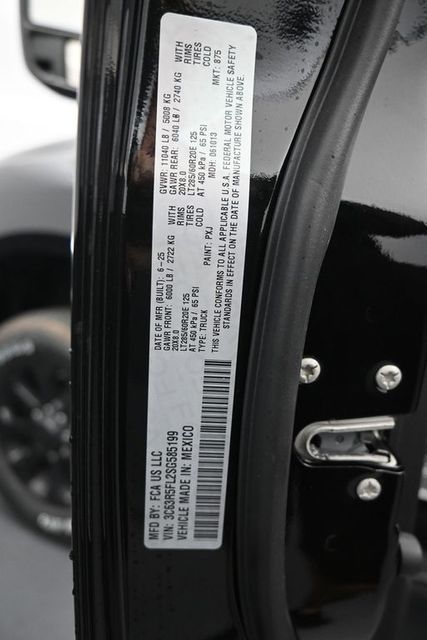 MFD BY: FCA US LLC
DATE OF MFR (BUILT): 6-25
GVWR: 11040 LB / 5008 KG
GAWR FRONT: 6000 LB / 2722 KG WITH
GAWR REAR: 6040 LB / 2740 KG WITH
20X8.0 RIMS
20X8.0 RIMS
LT285/60R20E 125 TIRES
LT285/60R20E 125 TIRES
AT 450 kPa / 65 PSI COLD
AT 450 kPa / 65 PSI COLD
TYPE: TRUCK
PAINT: PXJ
MDH: 061013
MKT: 875
THIS VEHICLE CONFORMS TO ALL APPLICABLE U.S.A. FEDERAL MOTOR VEHICLE SAFETY
STANDARDS IN EFFECT ON THE DATE OF MANUFACTURE SHOWN ABOVE.
VIN: 3C63R5FL2SG585199
VEHICLE MADE IN: MEXICO